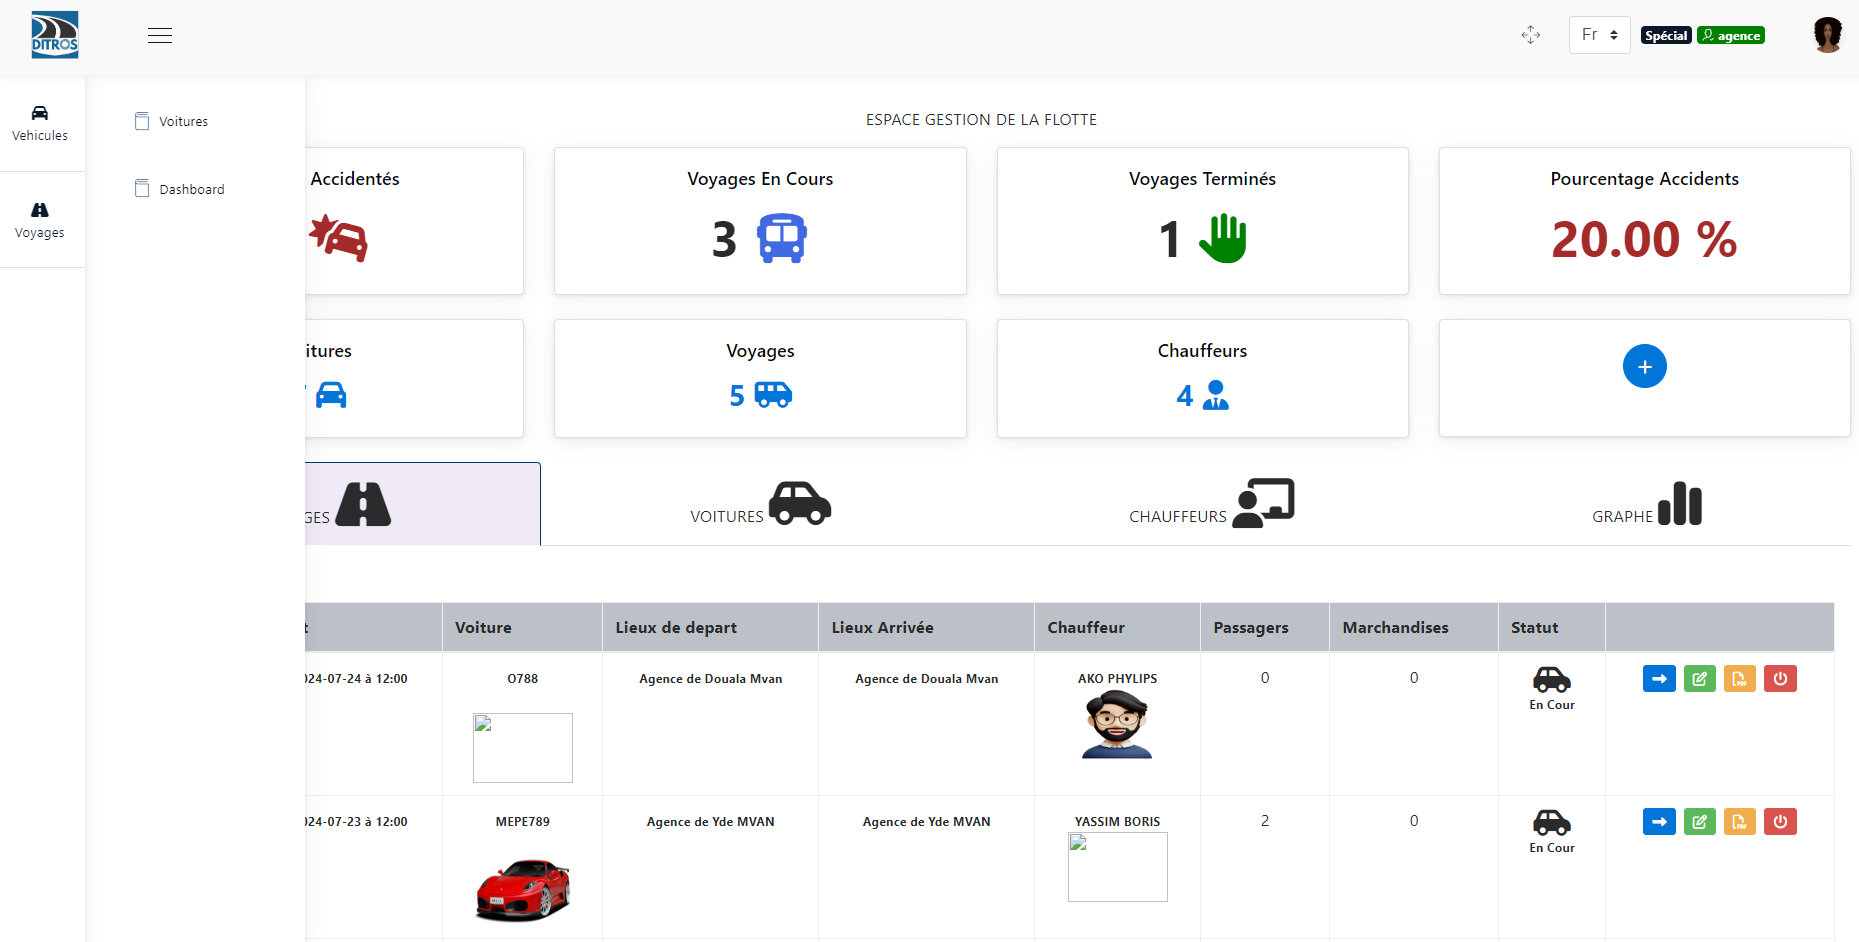 DITROS
Fr
Spécial
agence
Vehicules
Voyages
Voitures
Dashboard
ESPACE GESTION DE LA FLOTTE
Accidentés
Voyages En Cours
3
Voyages Terminés
1
Pourcentage Accidents
20.00 %
itures
Voyages
5
Chauffeurs
4
+
GES
VOITURES
CHAUFFEURS
GRAPHE
t Voiture Lieux de depart Lieux Arrivée Chauffeur Passagers Marchandises Statut
024-07-24 à 12:00 O788 Agence de Douala Mvan Agence de Douala Mvan AKO PHYLIPS 0 0
En Cour
024-07-23 à 12:00 MEPE789 Agence de Yde MVAN Agence de Yde MVAN YASSIM BORIS 2 0
En Cour